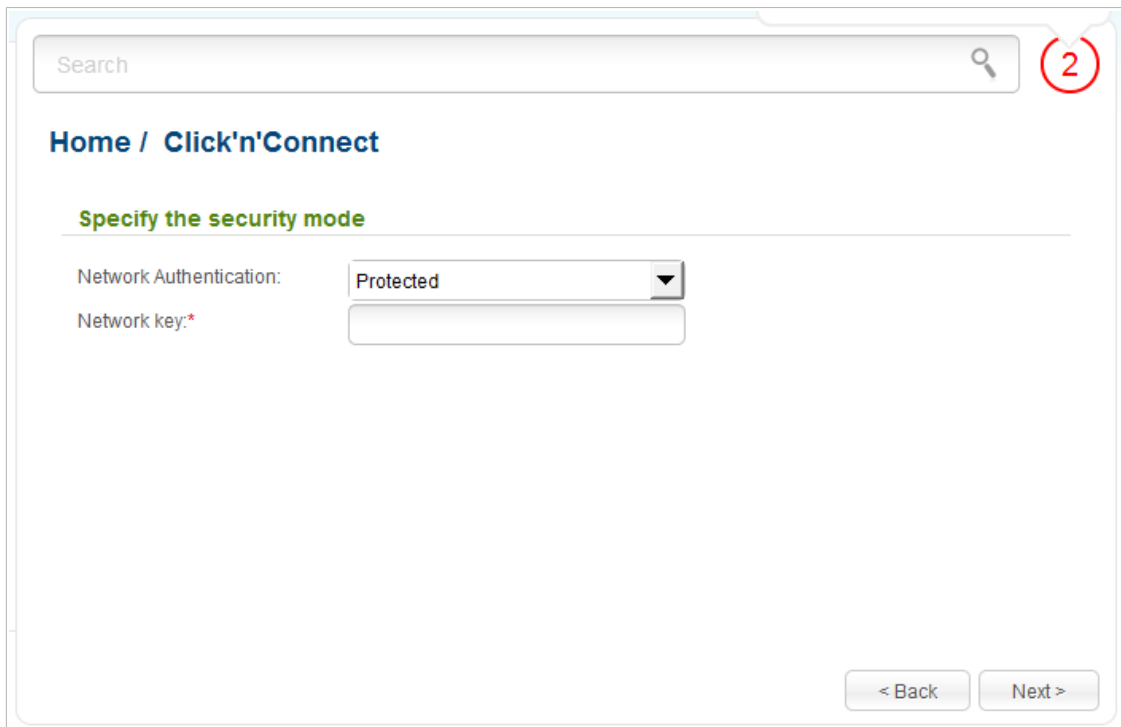 Search
2
Home / Click'n'Connect
Specify the security mode
Network Authentication: Protected
Network key:*
< Back Next >